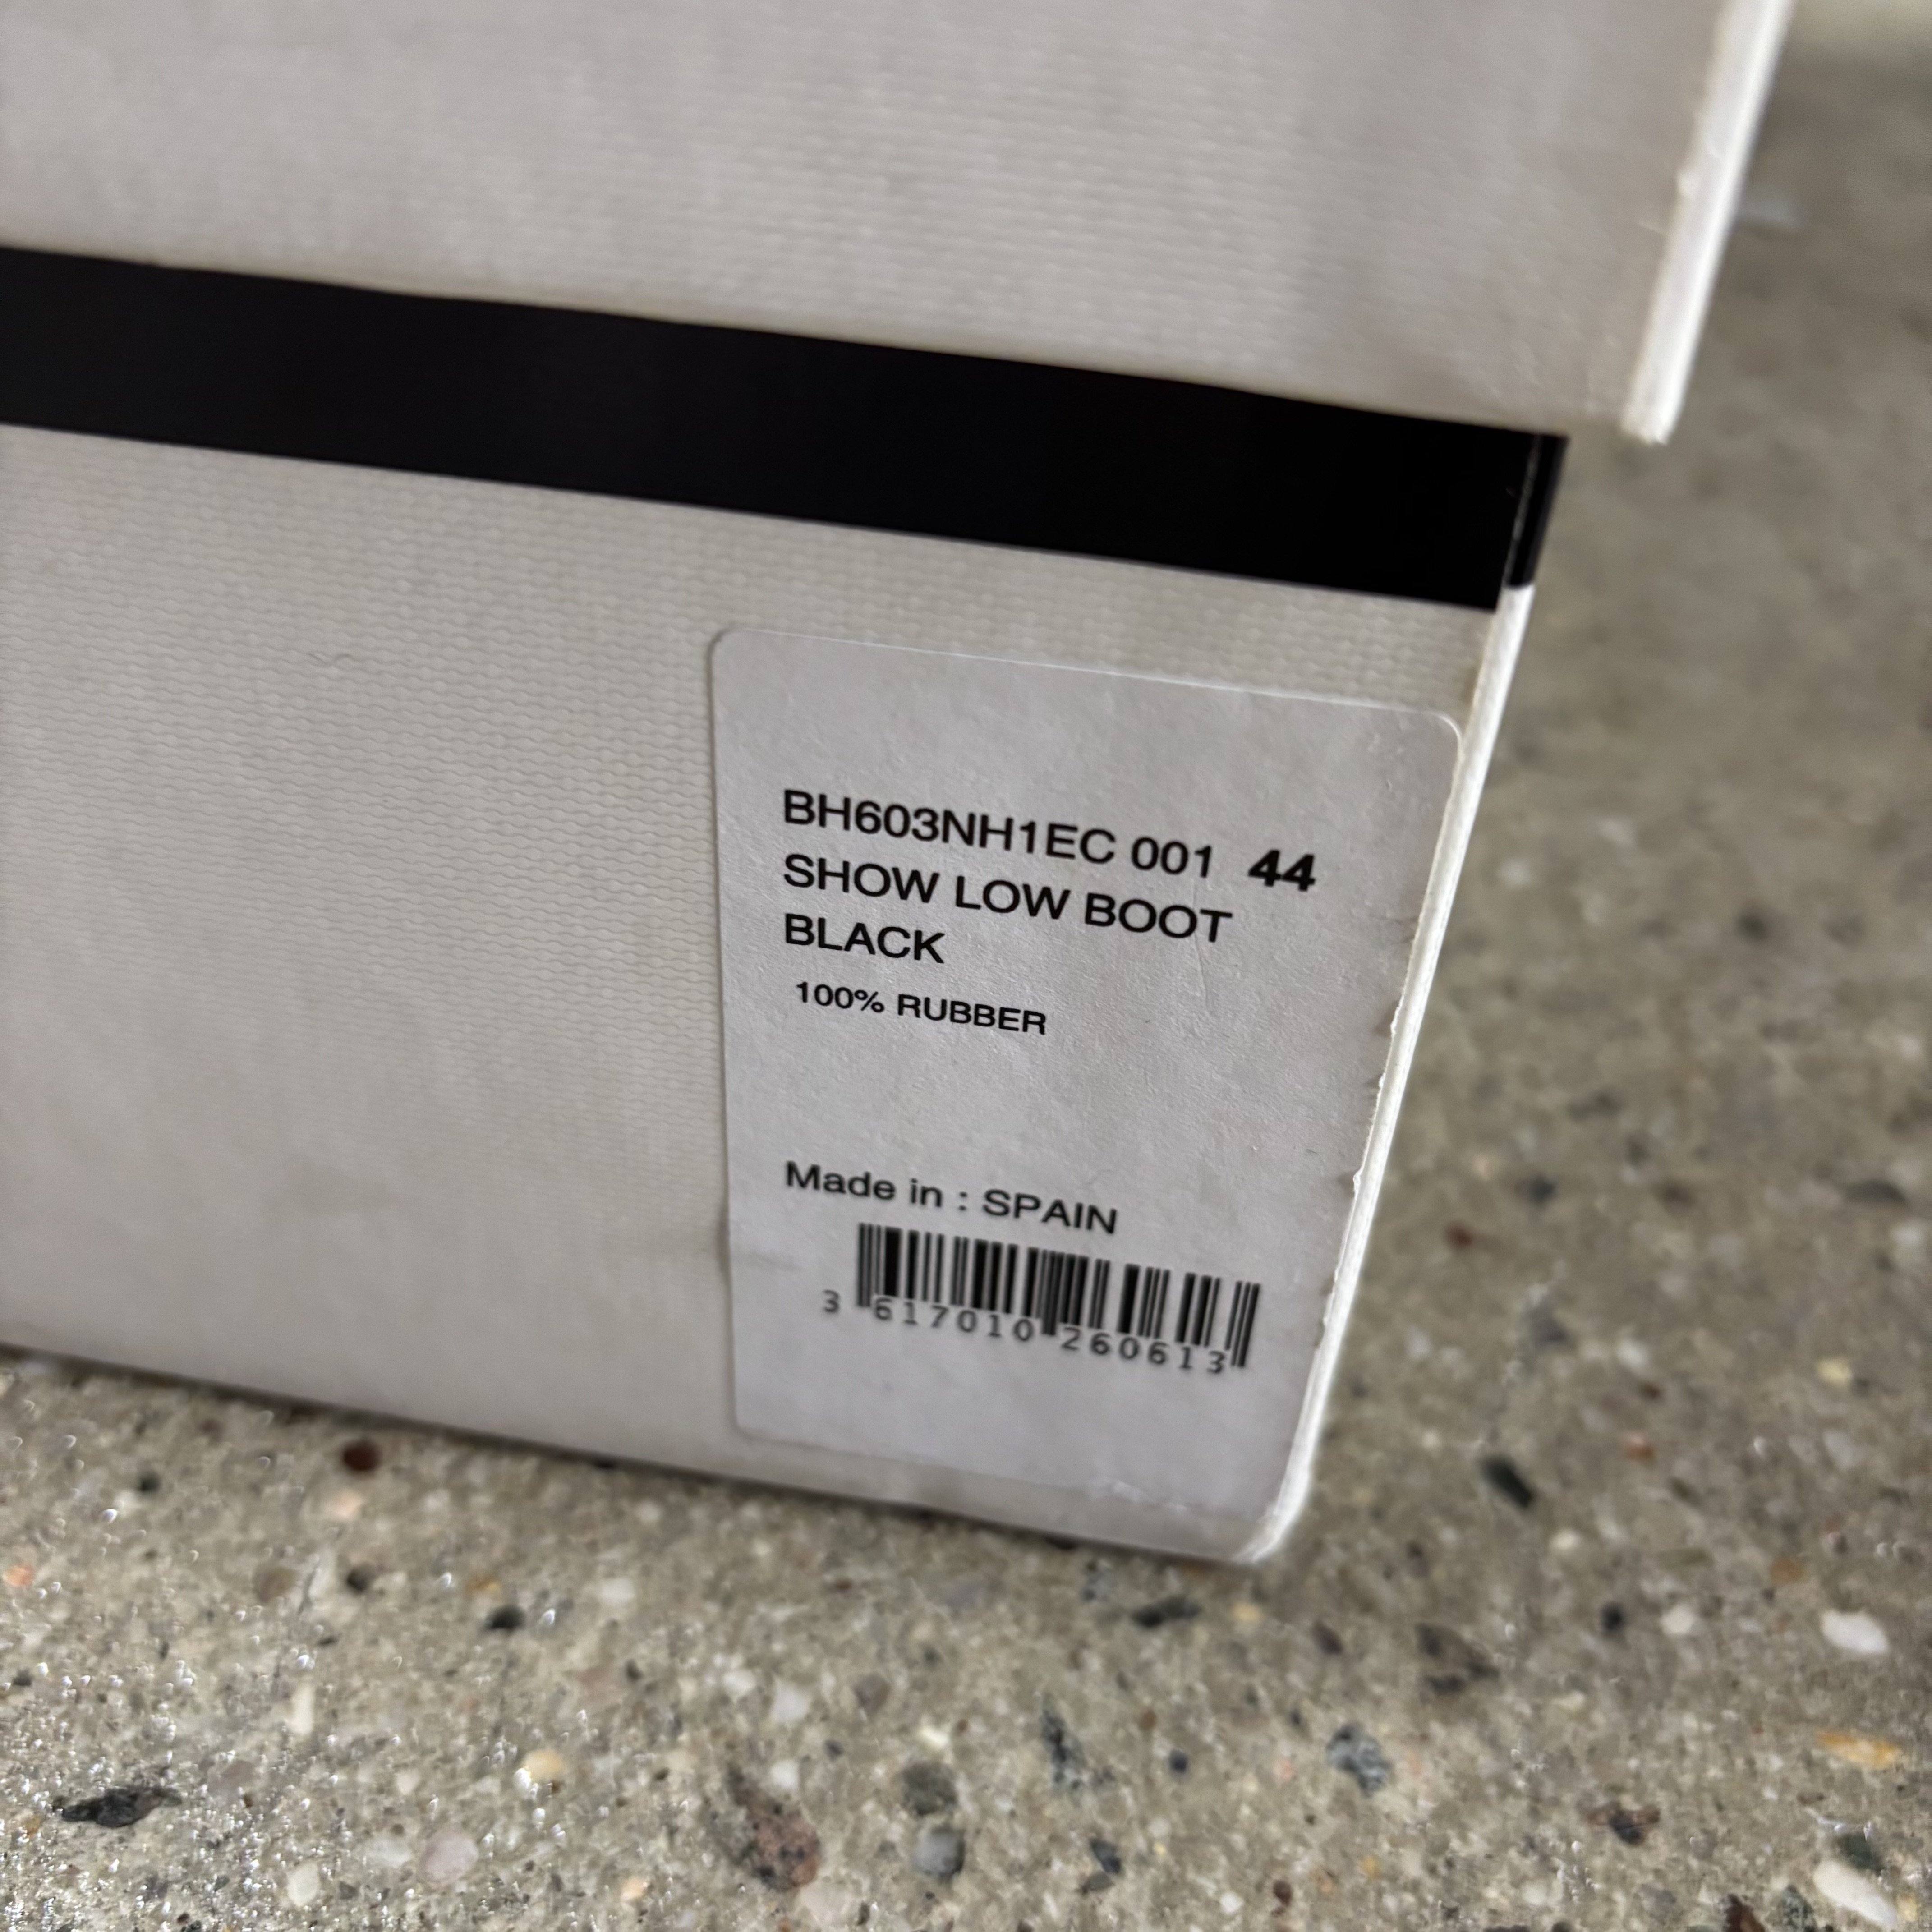 BH603NH1EC 001 44
SHOW LOW BOOT
BLACK
100% RUBBER
Made in : SPAIN
3 617010 260613